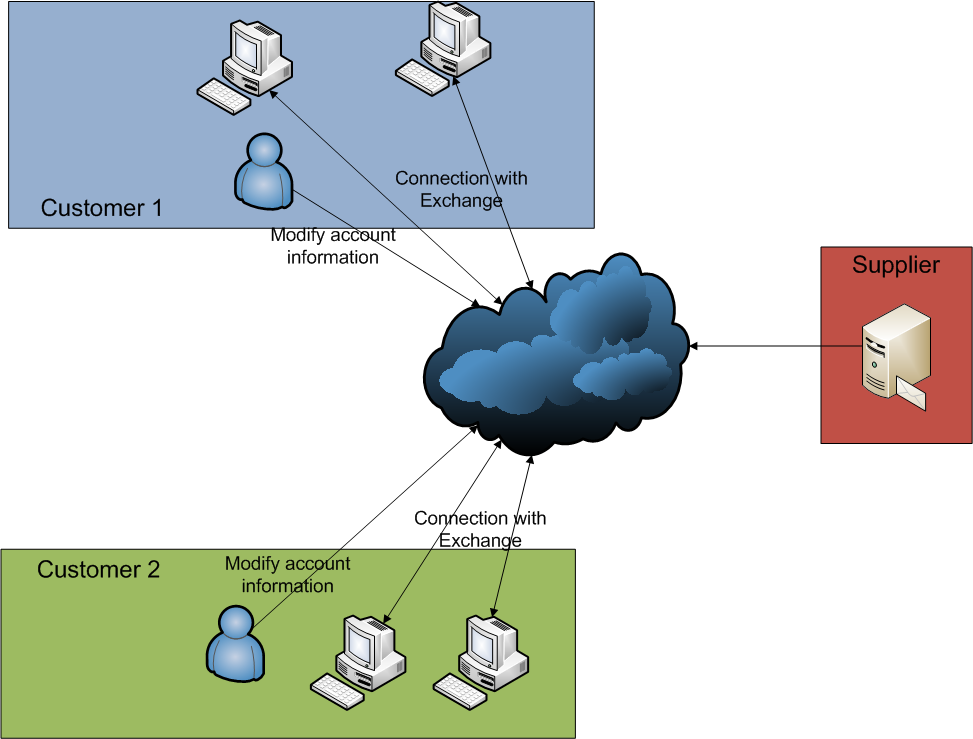 Connection with
Exchange
Customer 1
Modify account
information
Supplier
Connection with
Exchange
Modify account
information
Customer 2